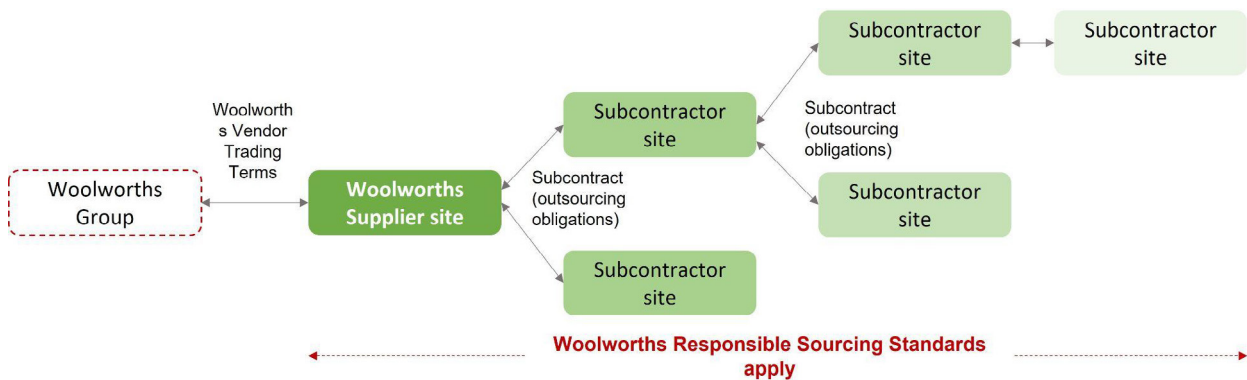 Subcontractor
site
Subcontractor
site
Woolworth
s Vendor
Trading
Terms
Subcontractor
site
Subcontract
(outsourcing
obligations)
Woolworths
Group
Woolworths
Supplier site
Subcontract
(outsourcing
obligations)
Subcontractor
site
Subcontractor
site
Woolworths Responsible Sourcing Standards
apply